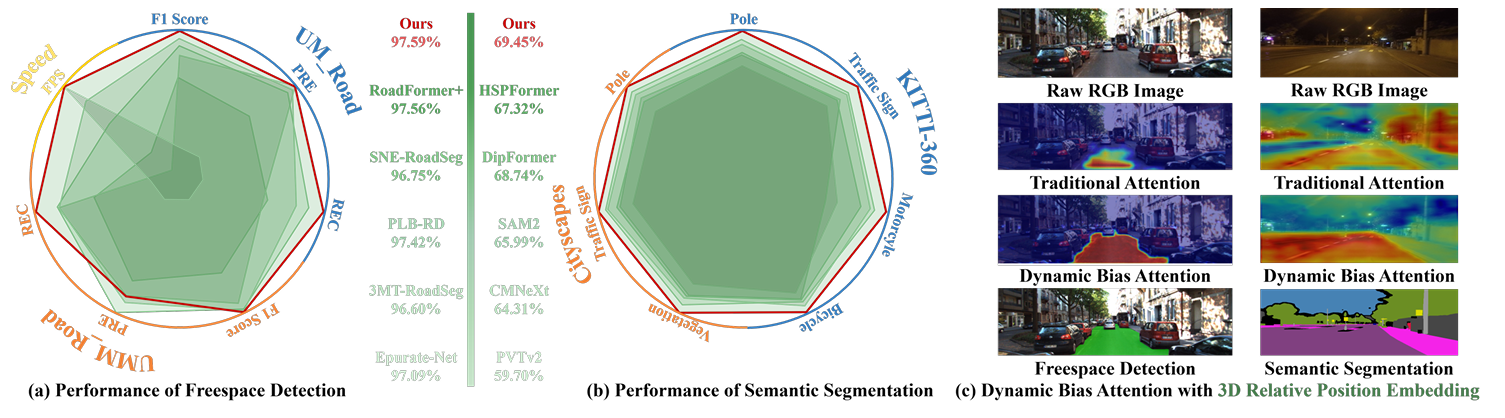 F1 Score
PRE
UM_Road
REC
F1 Score
PRE
UMM_Road
REC
FPS
Speed
(a) Performance of Freespace Detection
Ours
97.59%
RoadFormer+
97.56%
SNE-RoadSeg
96.75%
PLB-RD
97.42%
3MT-RoadSeg
96.60%
Epurate-Net
97.09%
Ours
69.45%
HSPFormer
67.32%
DipFormer
68.74%
SAM2
65.99%
CMNeXt
64.31%
PVTv2
59.70%
Pole
Traffic Sign
KITTI-360
Motorcyle
Bicycle
Vegetation
Traffic Sign
Cityscapes
Pole
(b) Performance of Semantic Segmentation
Raw RGB Image
Traditional Attention
Dynamic Bias Attention
Freespace Detection
Raw RGB Image
Traditional Attention
Dynamic Bias Attention
Semantic Segmentation
(c) Dynamic Bias Attention with 3D Relative Position Embedding